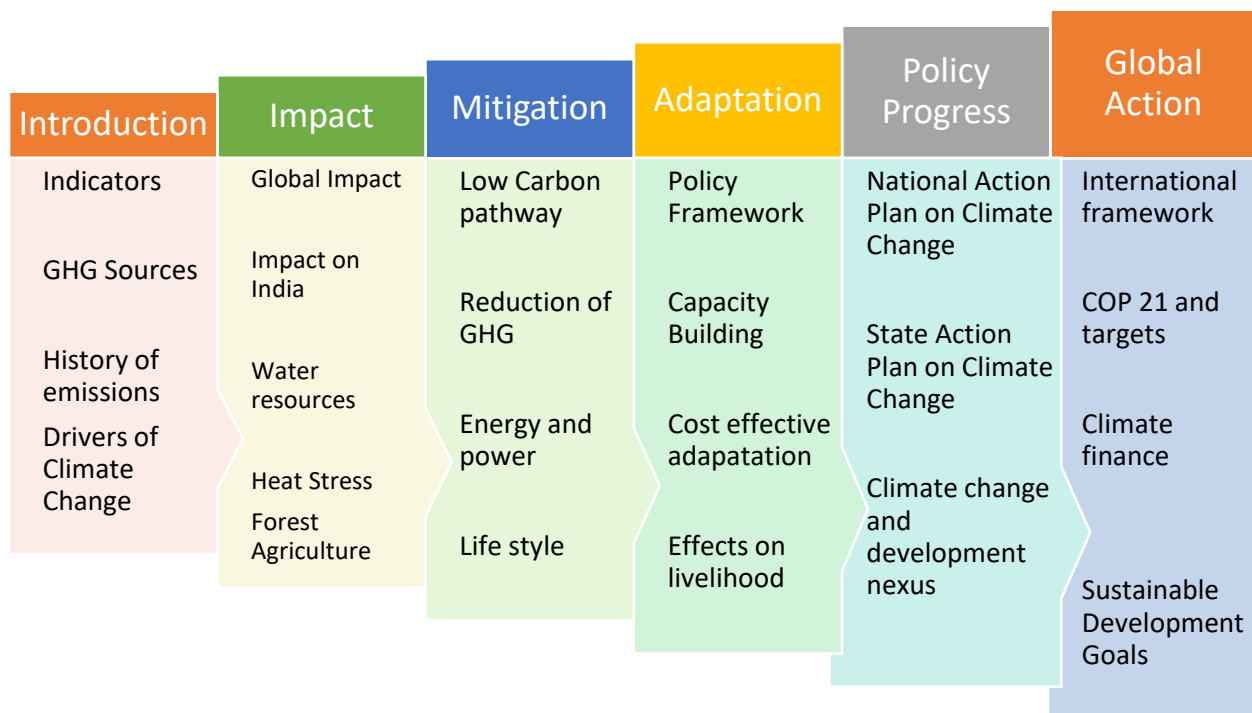 Introduction
Indicators
GHG Sources
History of
emissions
Drivers of
Climate
Change
Impact
Global Impact
Impact on
India
Water
resources
Heat Stress
Forest
Agriculture
Mitigation
Low Carbon
pathway
Reduction of
GHG
Energy and
power
Life style
Adaptation
Policy
Framework
Capacity
Building
Cost effective
adapatation
Effects on
livelihood
Policy
Progress
National Action
Plan on Climate
Change
State Action
Plan on Climate
Change
Climate change
and
development
nexus
Global
Action
International
framework
COP 21 and
targets
Climate
finance
Sustainable
Development
Goals